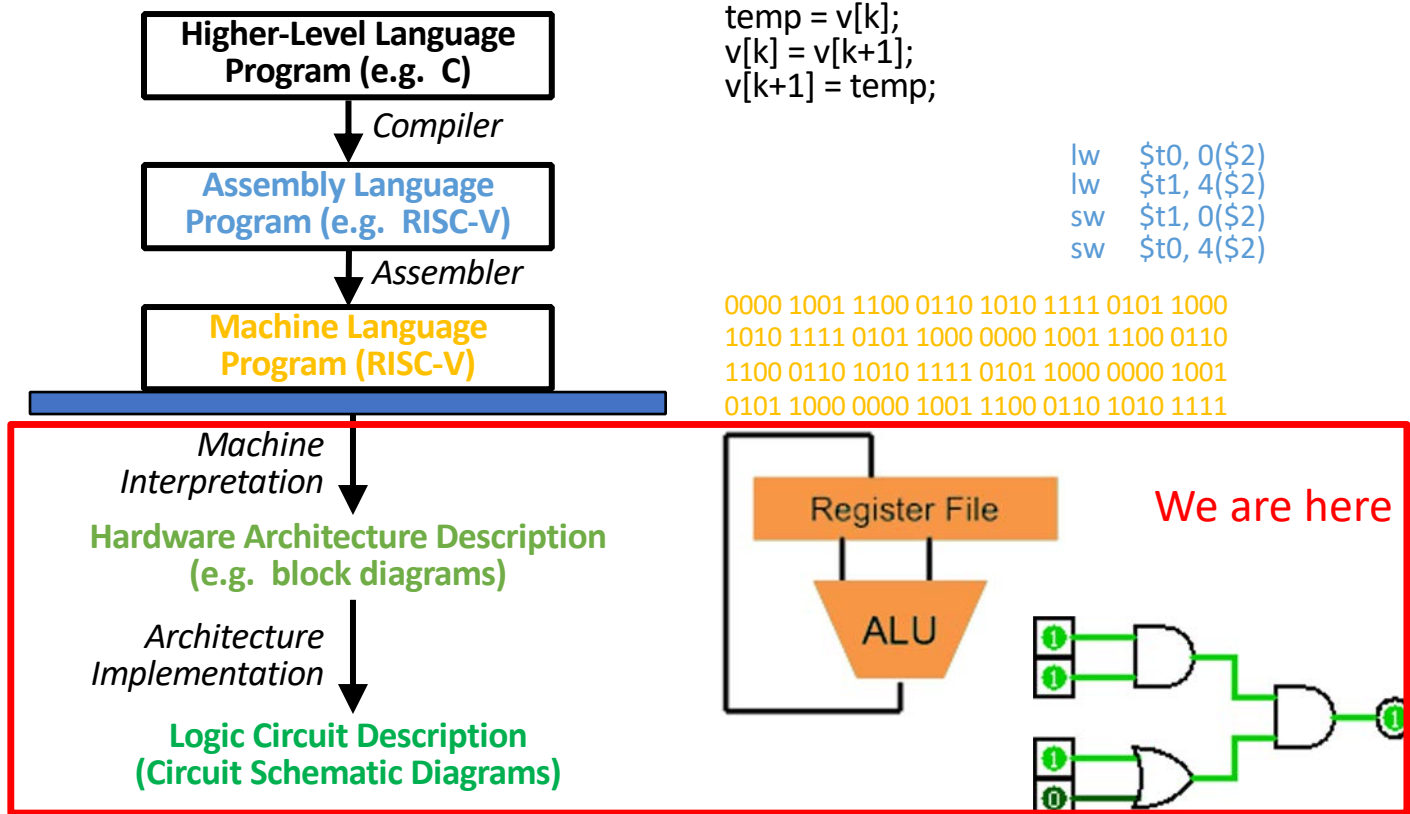 Higher-Level Language
Program (e.g. C)
temp = v[k];
v[k] = v[k+1];
v[k+1] = temp;
Compiler
Assembly Language
Program (e.g. RISC-V)
lw $t0, 0($2)
lw $t1, 4($2)
sw $t1, 0($2)
sw $t0, 4($2)
Assembler
Machine Language
Program (RISC-V)
0000 1001 1100 0110 1010 1111 0101 1000
1010 1111 0101 1000 0000 1001 1100 0110
1100 0110 1010 1111 0101 1000 0000 1001
0101 1000 0000 1001 1100 0110 1010 1111
Machine
Interpretation
Hardware Architecture Description
(e.g. block diagrams)
Architecture
Implementation
Logic Circuit Description
(Circuit Schematic Diagrams)
Register File
ALU
We are here
1
1
1
0
1